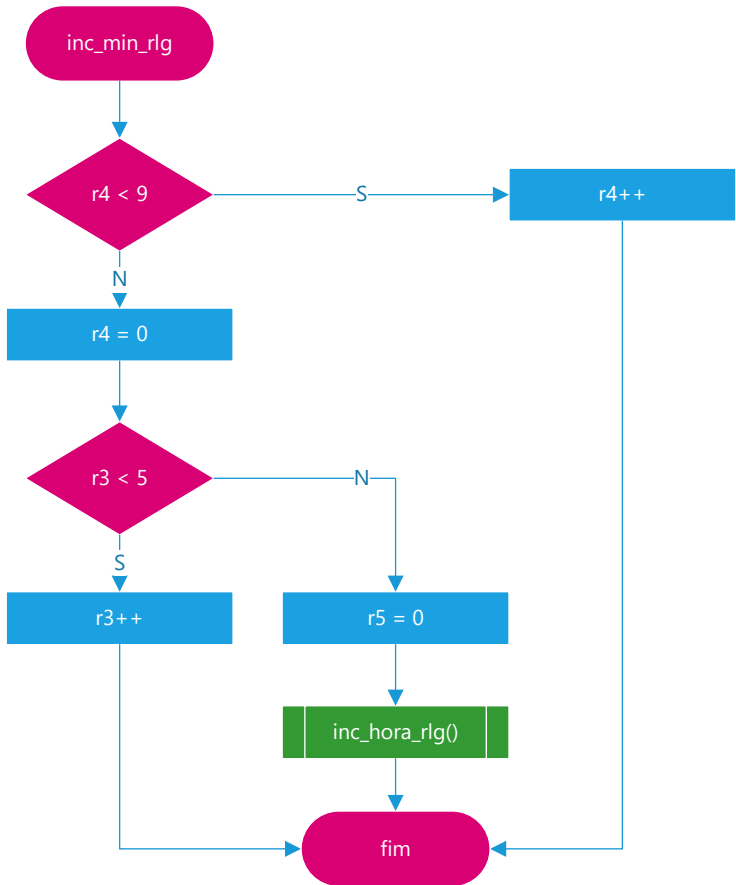 inc_min_rlg
r4 < 9
S
r4++
N
r4 = 0
r3 < 5
N
S
r3++
r5 = 0
inc_hora_rlg()
fim